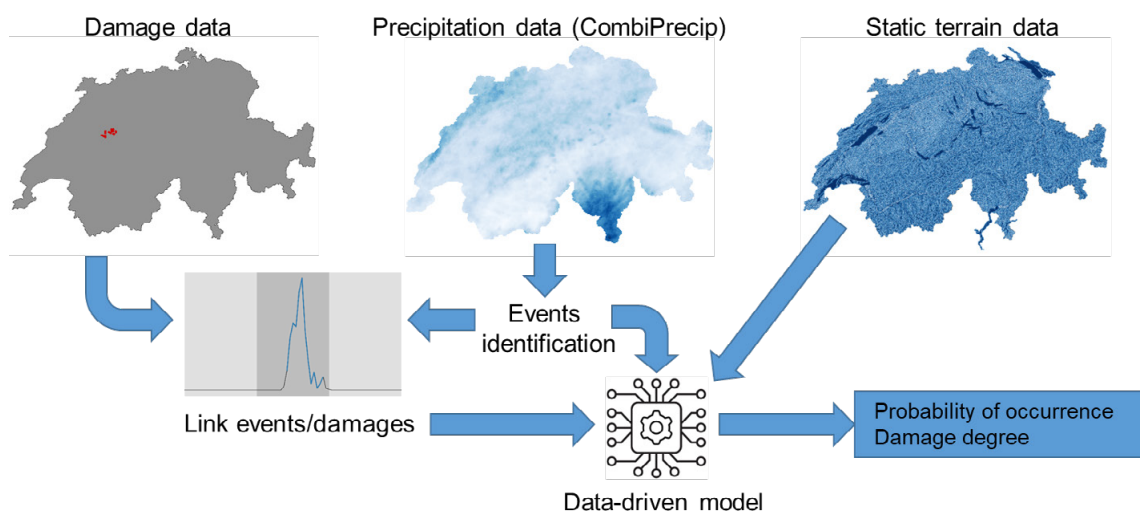 Damage data
Precipitation data (CombiPrecip)
Static terrain data
Events
identification
Link events/damages
Probability of occurrence
Damage degree
Data-driven model